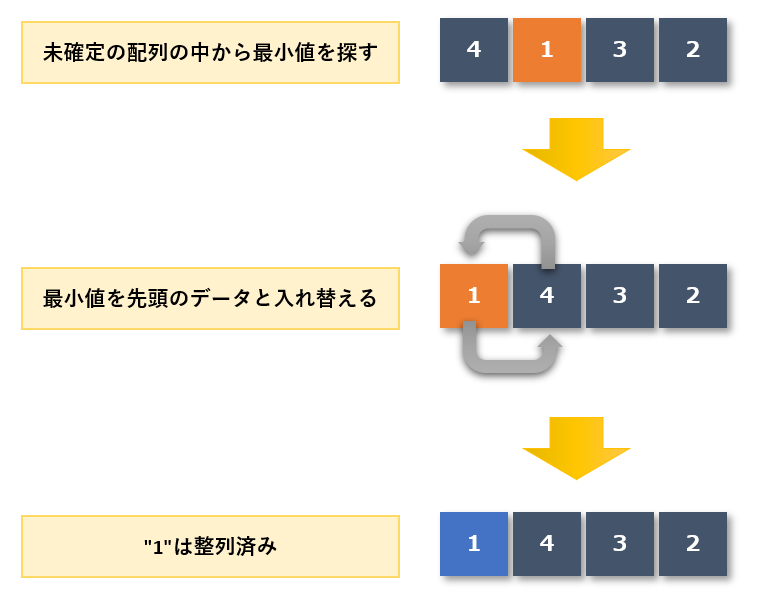 未確定の配列の中から最小値を探す
4 1 3 2
最小値を先頭のデータと入れ替える
1 4 3 2
"1"は整列済み
1 4 3 2